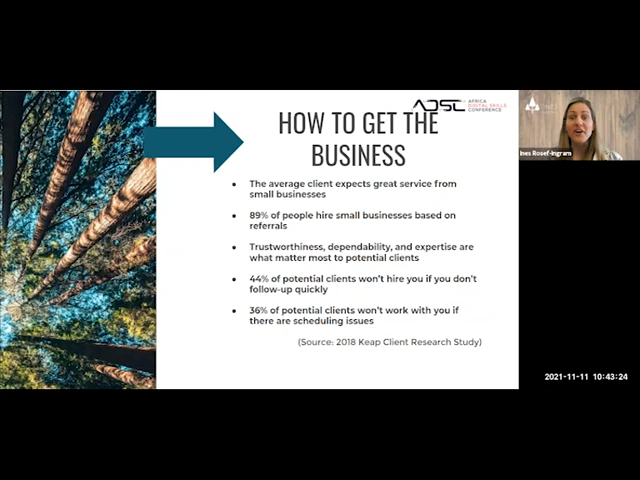 ADSC AFRICA
DIGITAL SKILLS
CONFERENCE
HOW TO GET THE
BUSINESS
• The average client expects great service from
small businesses
• 89% of people hire small businesses based on
referrals
• Trustworthiness, dependability, and expertise are
what matter most to potential clients
• 44% of potential clients won't hire you if you don't
follow-up quickly
• 36% of potential clients won't work with you if
there are scheduling issues
(Source: 2018 Keap Client Research Study)
Ines Rosef-Ingram
2021-11-11 10:43:24